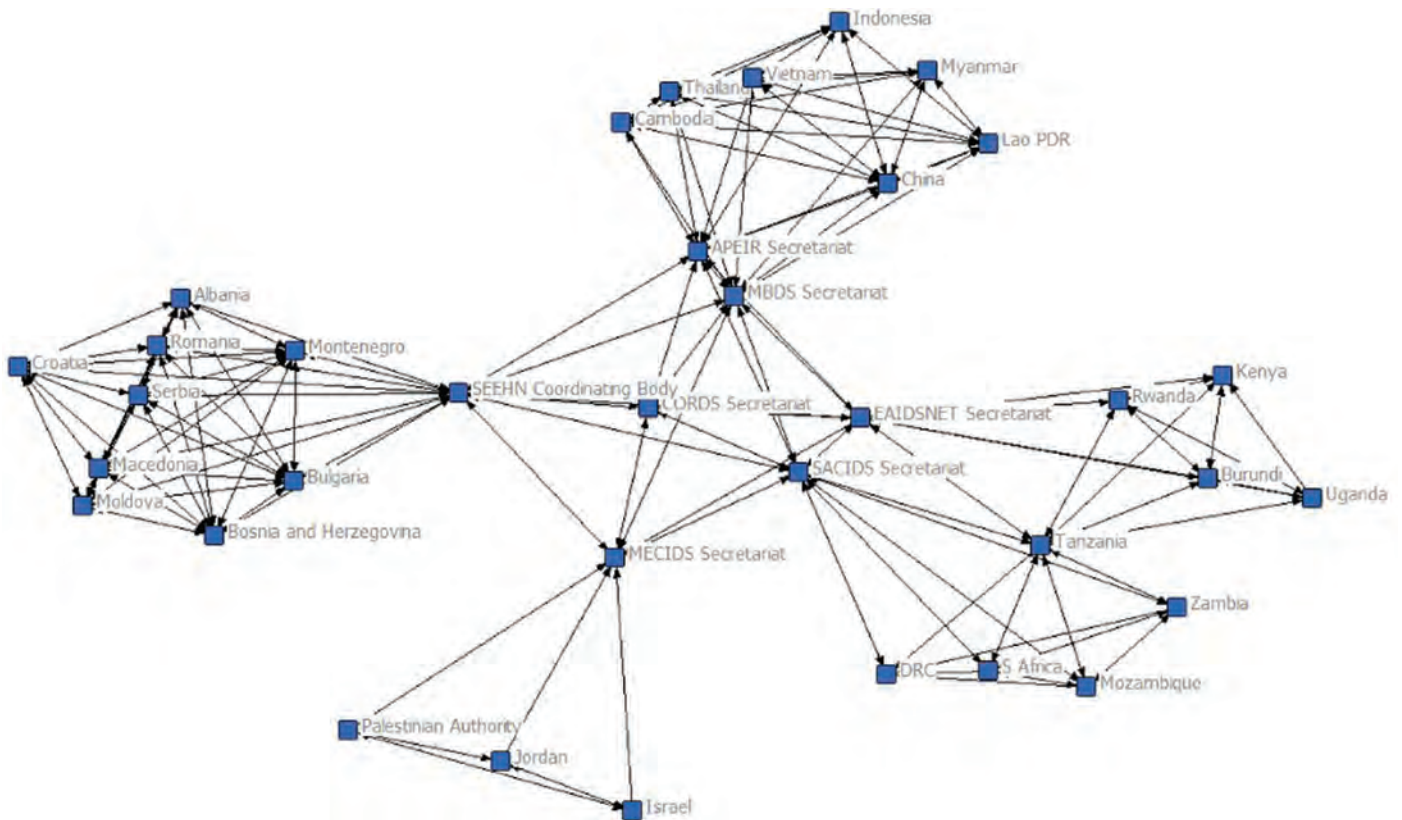 Indonesia
Myanmar
Vietnam
Thailand
Cambodia
Lao PDR
China
APEIR Secretariat
MBDS Secretariat
Albania
Romania
Montenegro
Croatia
Serbia
SEEHN Coordinating Body
CORDS Secretariat
EAIDSNET Secretariat
Kenya
Rwanda
Macedonia
Bulgaria
SACIDS Secretariat
Burundi
Uganda
Moldova
Bosnia and Herzegovina
MECIDS Secretariat
Tanzania
Zambia
DRC
S Africa
Mozambique
Palestinian Authority
Jordan
Israel